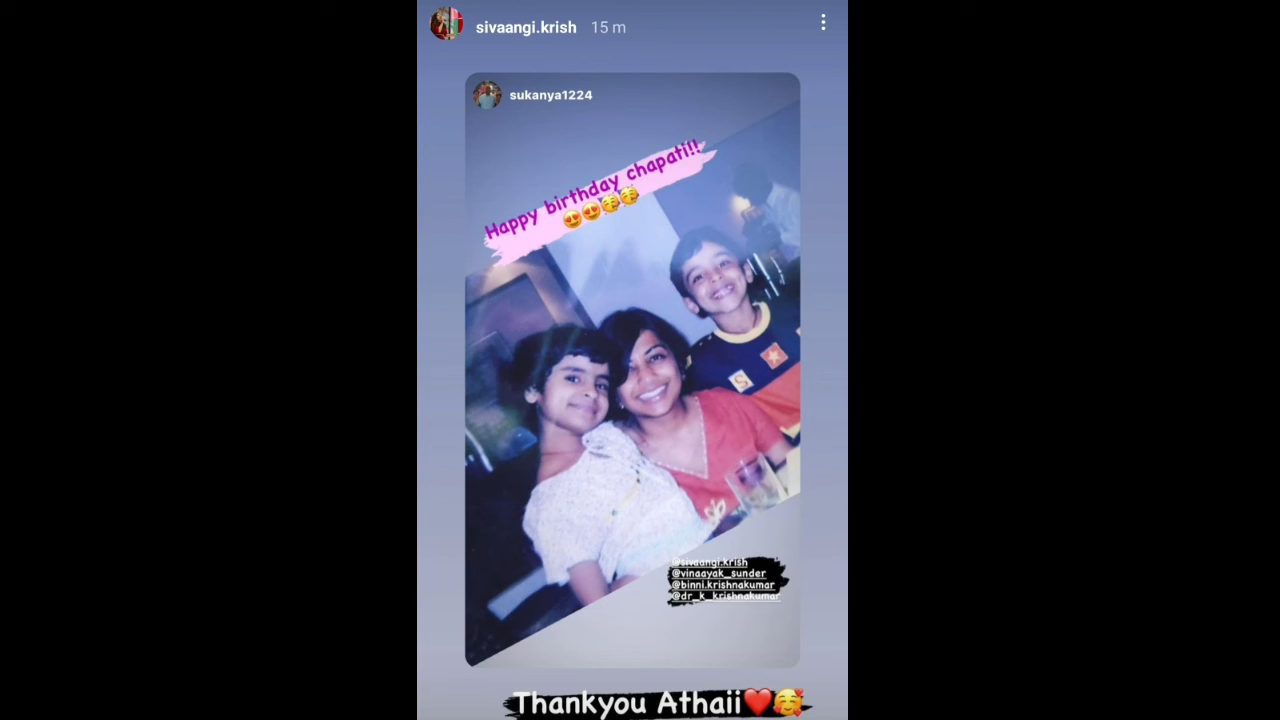 sivaangi.krish 15 m
sukanya1224
Happy birthday chapati!!
😍😍🥳🥳
S
@sivaangi.krish
@vinaayak_sunder
@binni.krishnakumar
@dr_k_krishnakumar
Thankyou Athaii❤️🥰